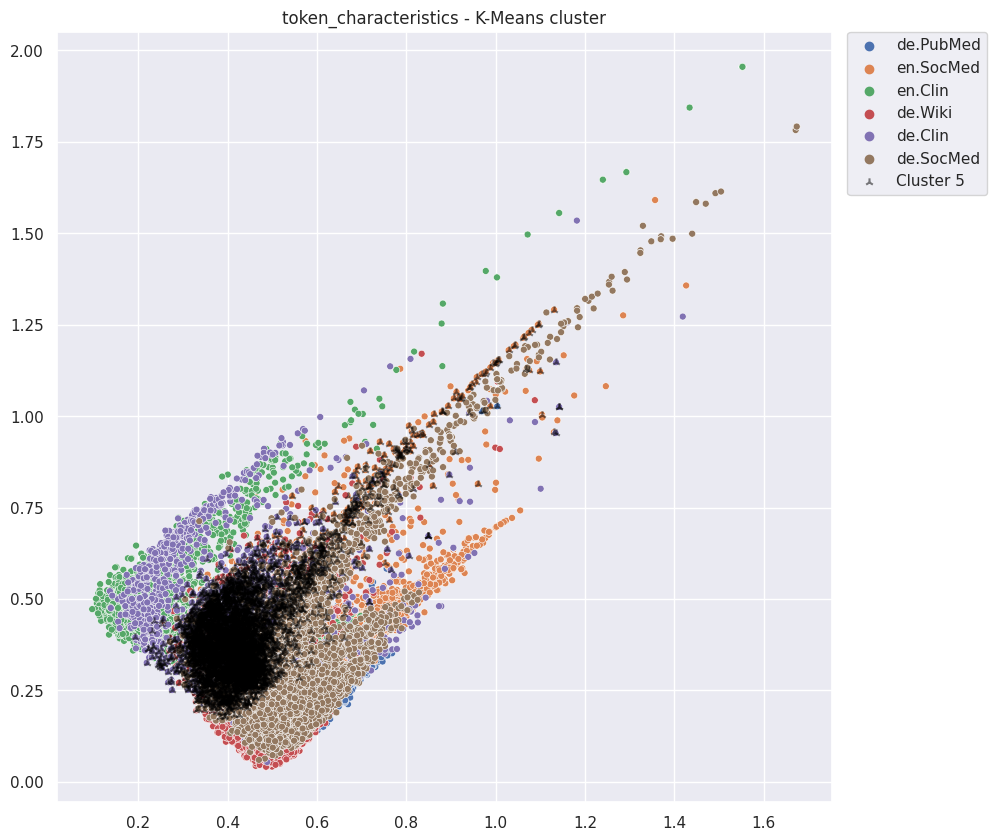 token_characteristics - K-Means cluster
de.PubMed
en.SocMed
en.Clin
de.Wiki
de.Clin
de.SocMed
Cluster 5
2.00
1.75
1.50
1.25
1.00
0.75
0.50
0.25
0.00
0.2 0.4 0.6 0.8 1.0 1.2 1.4 1.6